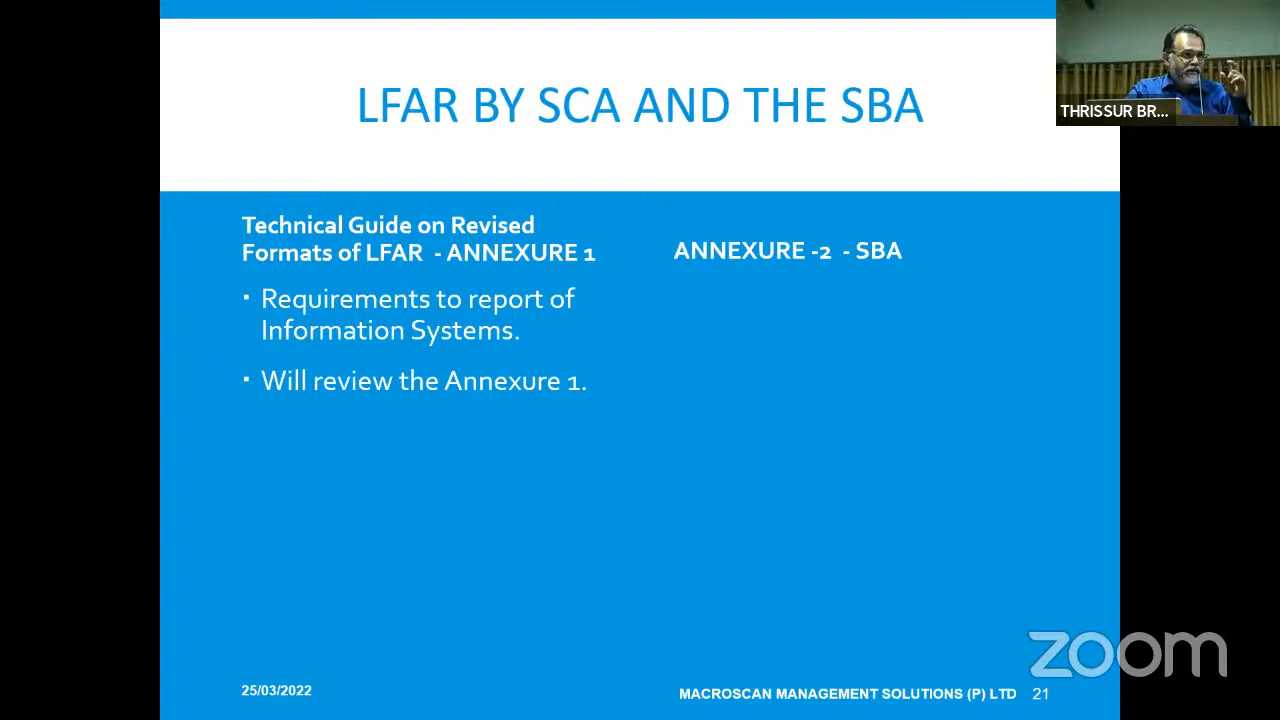 LFAR BY SCA AND THE SBA
THRISSUR BR...
Technical Guide on Revised
Formats of LFAR - ANNEXURE 1
▪ Requirements to report of
Information Systems.
▪ Will review the Annexure 1.
ANNEXURE -2 - SBA
zoom
25/03/2022
MACROSCAN MANAGEMENT SOLUTIONS (P) LTD
21